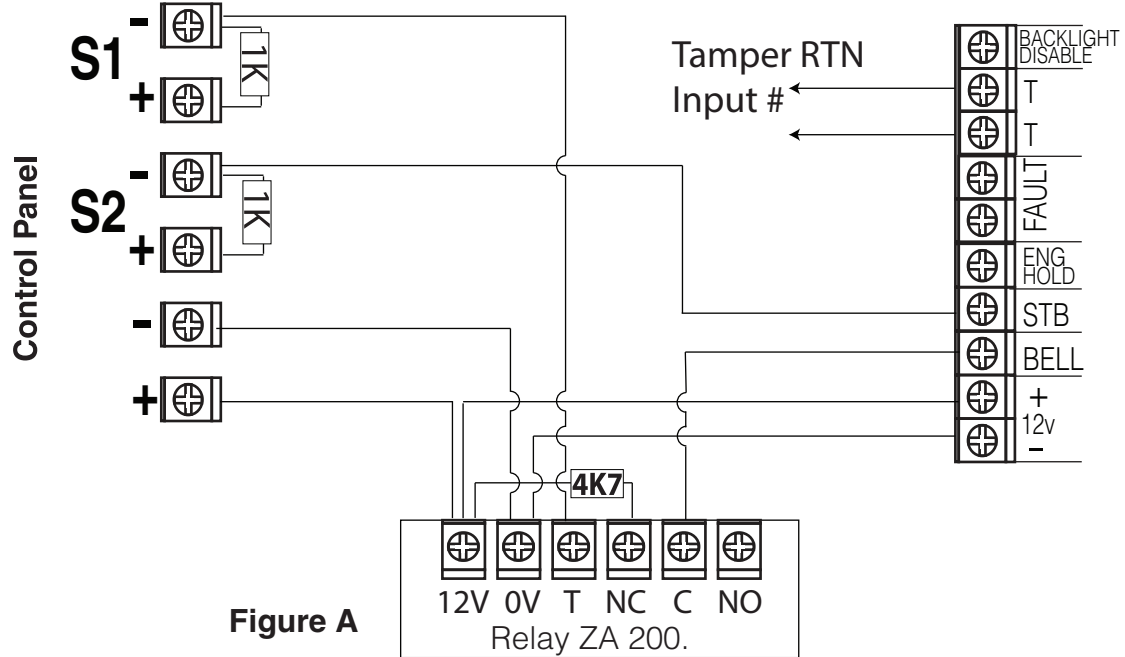 Control Panel
S1
-
+
1K
S2
-
+
1K
-
+
Tamper RTN
Input #
BACKLIGHT
DISABLE
T
T
FAULT
ENG
HOLD
STB
BELL
+
12v
-
4K7
12V 0V T NC C NO
Relay ZA 200.
Figure A